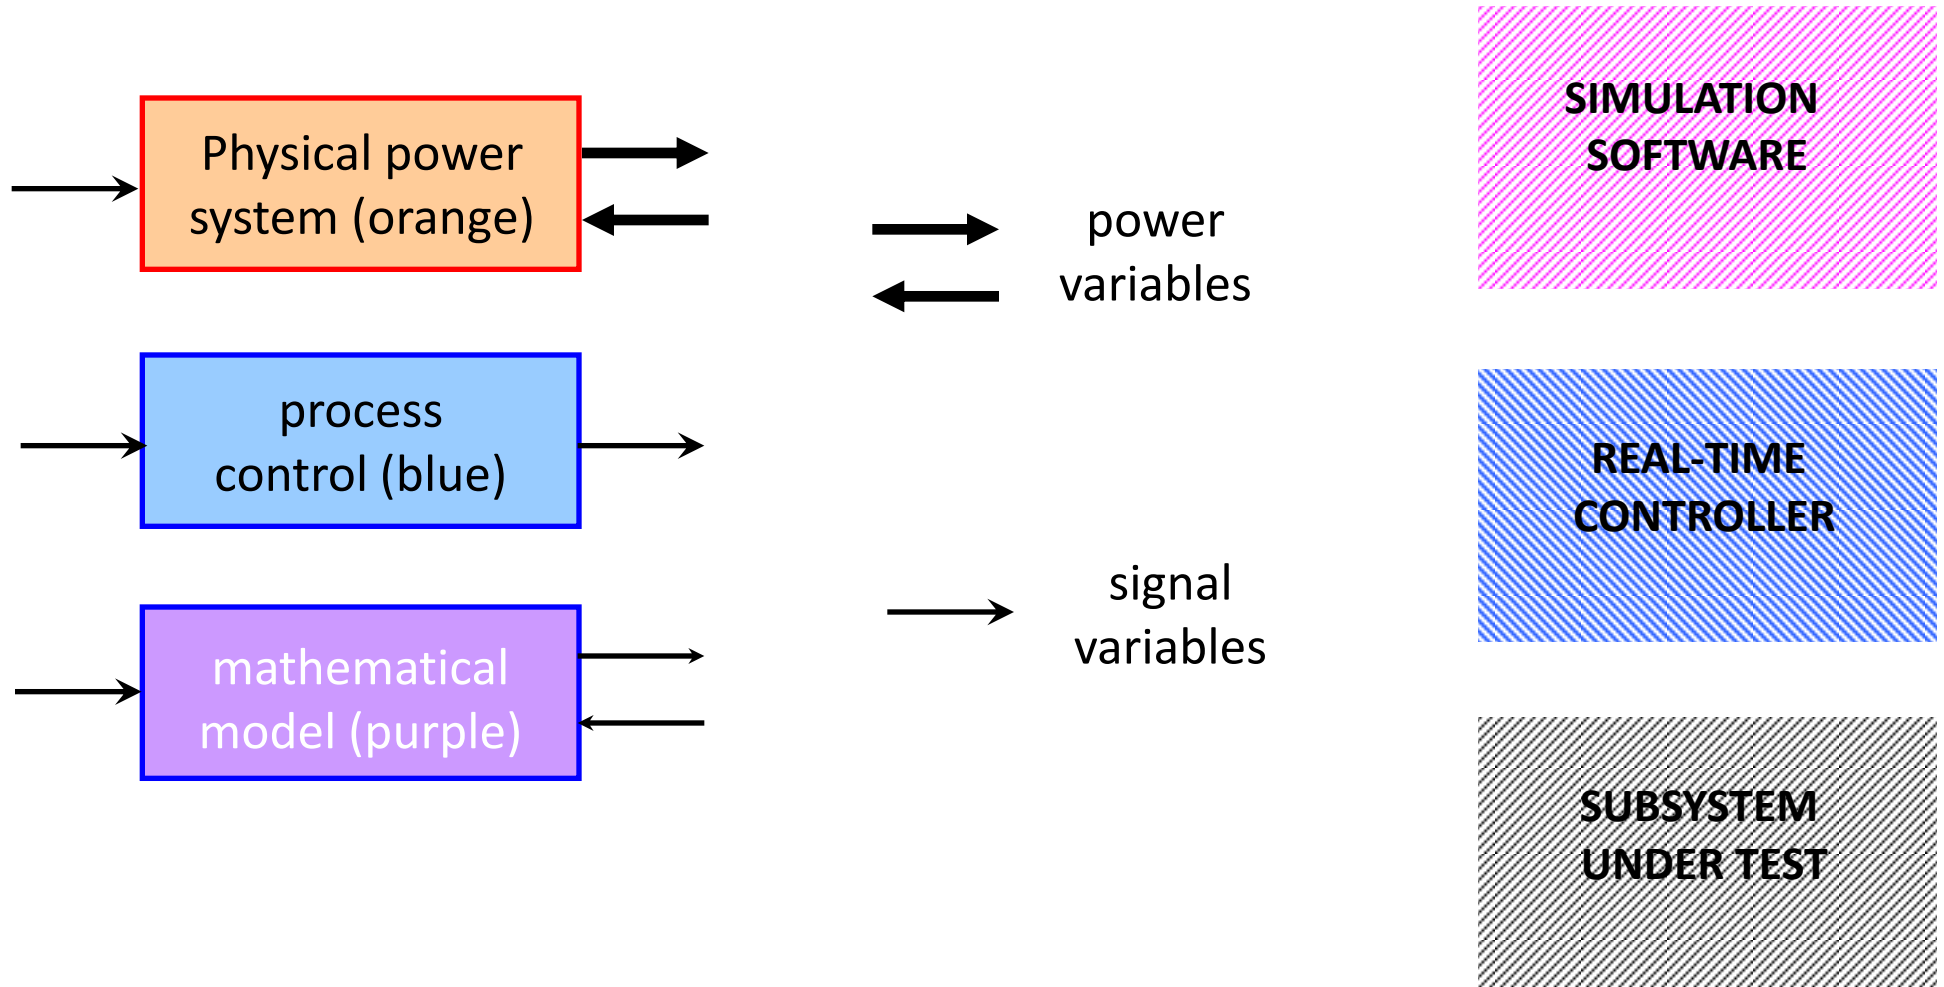 Physical power
system (orange)
process
control (blue)
mathematical
model (purple)
power
variables
signal
variables
SIMULATION
SOFTWARE
REAL-TIME
CONTROLLER
SUBSYSTEM
UNDER TEST